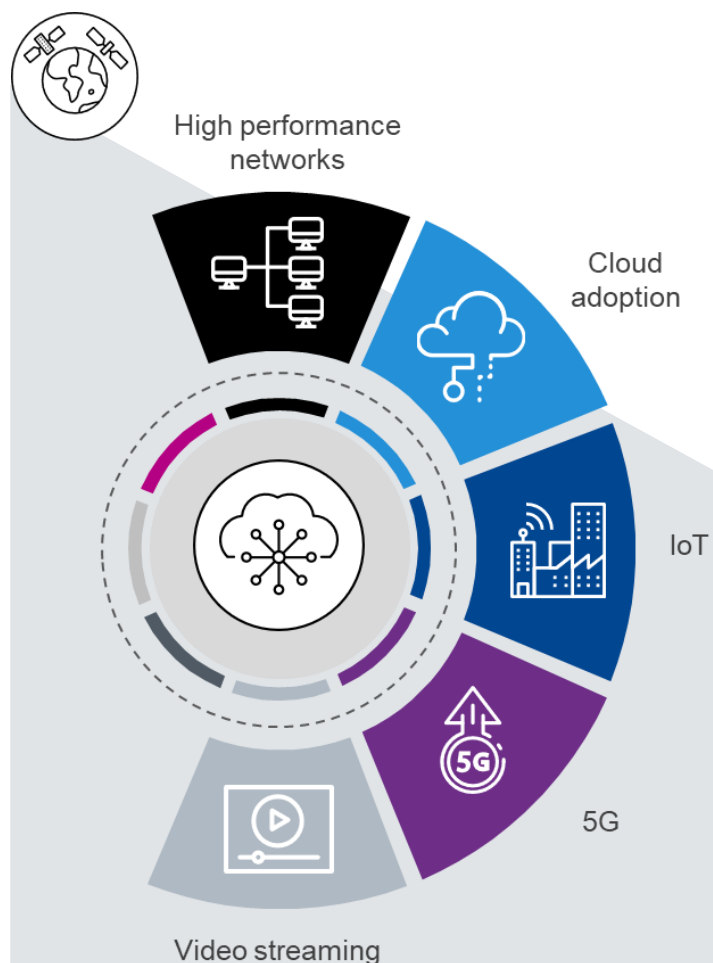 High performance
networks
Cloud
adoption
IoT
5G
5G
Video streaming